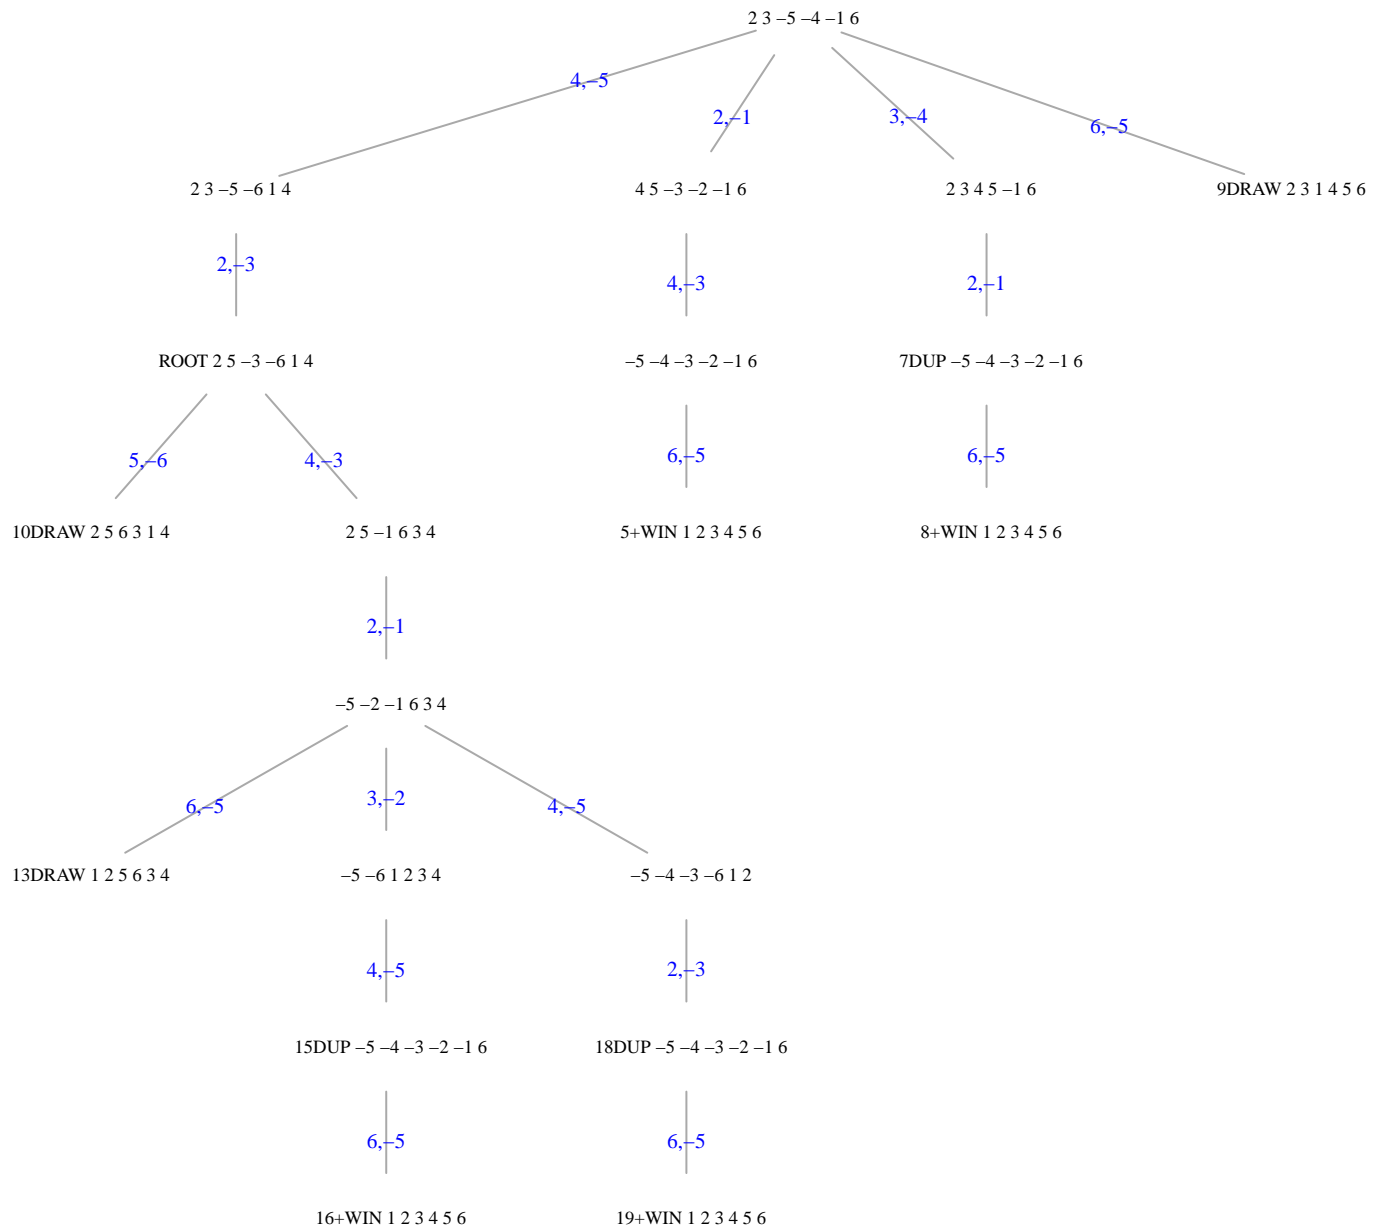 2 3 –5 –4 –1 6
4,–5
2,–1
3,–4
6,–5
2 3 –5 –6 1 4
4 5 –3 –2 –1 6
2 3 4 5 –1 6
9DRAW 2 3 1 4 5 6
2,–3
4,–3
2,–1
ROOT 2 5 –3 –6 1 4
–5 –4 –3 –2 –1 6
7DUP –5 –4 –3 –2 –1 6
5,–6
4,–3
6,–5
6,–5
10DRAW 2 5 6 3 1 4
2 5 –1 6 3 4
5+WIN 1 2 3 4 5 6
8+WIN 1 2 3 4 5 6
2,–1
–5 –2 –1 6 3 4
6,–5
3,–2
4,–5
13DRAW 1 2 5 6 3 4
–5 –6 1 2 3 4
–5 –4 –3 –6 1 2
4,–5
2,–3
15DUP –5 –4 –3 –2 –1 6
18DUP –5 –4 –3 –2 –1 6
6,–5
6,–5
16+WIN 1 2 3 4 5 6
19+WIN 1 2 3 4 5 6